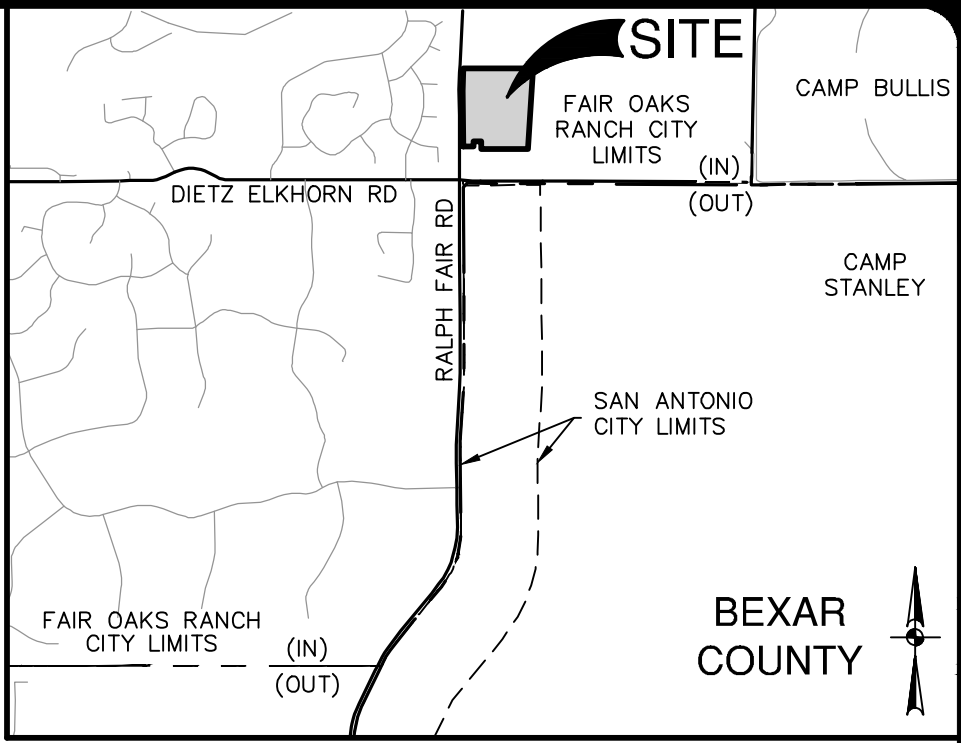 SITE
CAMP BULLIS
FAIR OAKS
RANCH CITY
LIMITS
(IN)
(OUT)
DIETZ ELKHORN RD
RALPH FAIR RD
CAMP
STANLEY
SAN ANTONIO
CITY LIMITS
FAIR OAKS RANCH
CITY LIMITS
(IN)
(OUT)
BEXAR
COUNTY